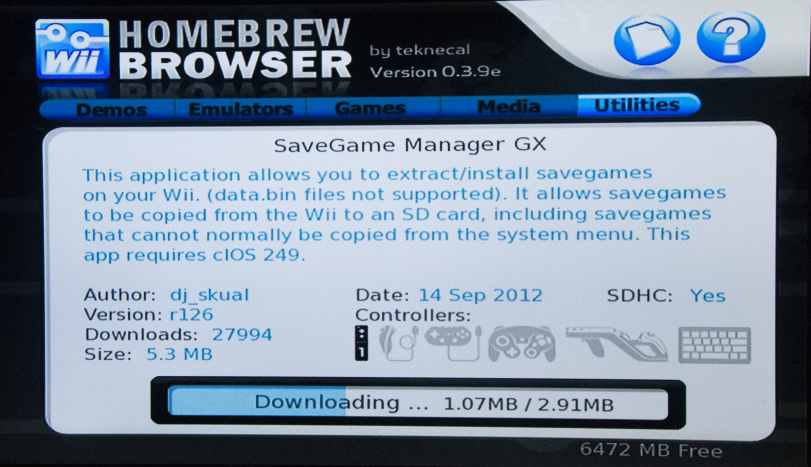 Wii
HOMEBREW
BROWSER
by teknecal
Version 0.3.9e
?
Demos Emulators Games Media Utilities
SaveGame Manager GX
This application allows you to extract/install savegames
on your Wii. (data.bin files not supported). It allows savegames
to be copied from the Wii to an SD card, including savegames
that cannot normally be copied from the system menu. This
app requires cIOS 249.
Author: dj_skual Date: 14 Sep 2012 SDHC: Yes
Version: r126 Controllers:
Downloads: 27994
1
Size: 5.3 MB
Downloading ... 1.07MB / 2.91MB
6472 MB Free